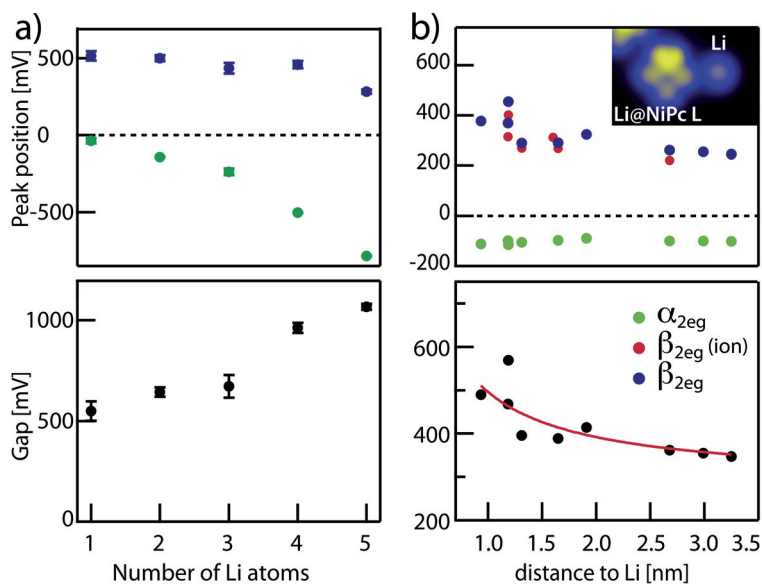 a)
Peak position [mV]
500
0
-500
Gap [mV]
1000
500
0
1
2
3
4
5
Number of Li atoms
b)
600
400
200
0
-200
Li
Li@NiPc L
600
400
200
α2eg
β2eg (ion)
β2eg
1.0
1.5
2.0
2.5
3.0
3.5
distance to Li [nm]